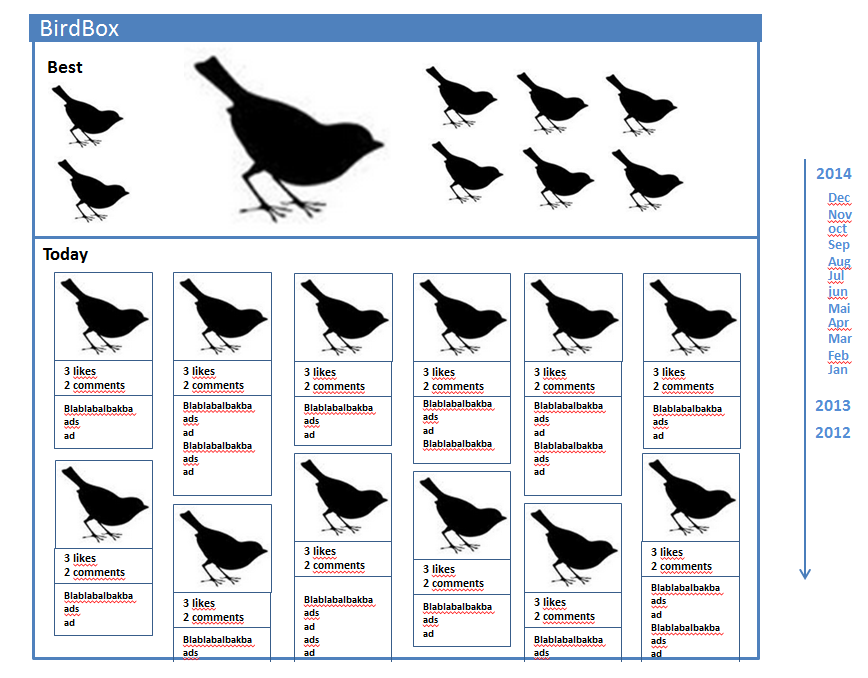 BirdBox
Best
Today
3 likes
2 comments
Blablabalbakba
ads
ad
3 likes
2 comments
Blablabalbakba
ads
ad
Blablabalbakba
ads
ad
3 likes
2 comments
Blablabalbakba
ads
ad
3 likes
2 comments
Blablabalbakba
ads
ad
Blablabalbakba
3 likes
2 comments
Blablabalbakba
ads
ad
Blablabalbakba
ads
ad
3 likes
2 comments
Blablabalbakba
ads
ad
3 likes
2 comments
Blablabalbakba
ads
ad
3 likes
2 comments
Blablabalbakba
ads
3 likes
2 comments
Blablabalbakba
ads
ad
ads
ad
3 likes
2 comments
Blablabalbakba
ads
ad
3 likes
2 comments
Blablabalbakba
ads
3 likes
2 comments
Blablabalbakba
ads
ad
Blablabalbakba
ads
ad
2014
Dec
Nov
oct
Sep
Aug
Jul
jun
Mai
Apr
Mar
Feb
Jan
2013
2012